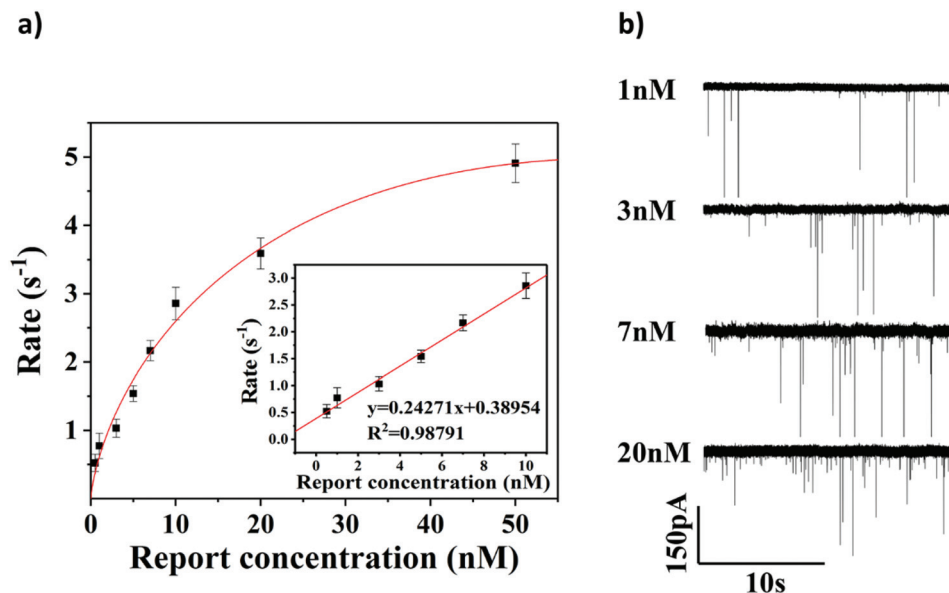 a)
b)
5
4
3
2
1
0
10
20
30
40
50
Rate (s⁻¹)
Report concentration (nM)
3.0
2.5
2.0
1.5
1.0
0.5
0.0
0
2
4
6
8
10
Rate (s⁻¹)
Report concentration (nM)
y=0.24271x+0.38954
R²=0.98791
1nM
3nM
7nM
20nM
150pA
10s